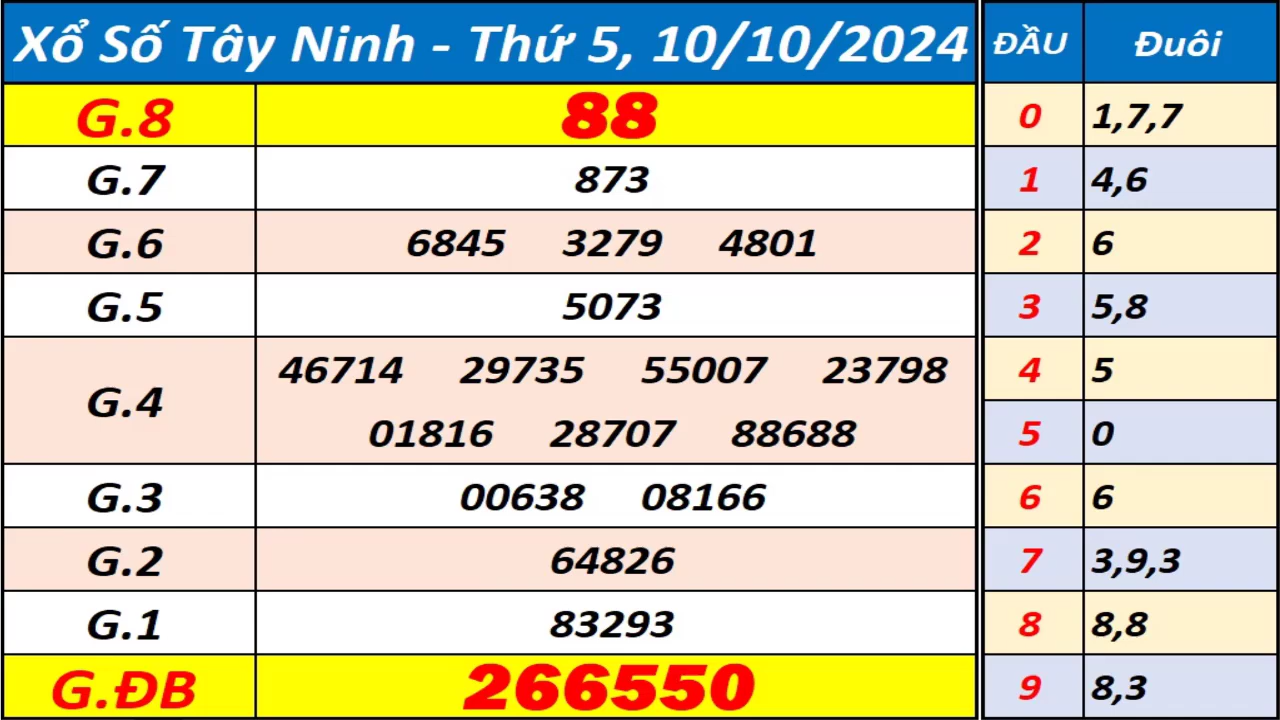 Xổ Số Tây Ninh - Thứ 5, 10/10/2024 ĐẦU Đuôi
G.8 88 0 1,7,7
G.7 873 1 4,6
G.6 6845 3279 4801 2 6
G.5 5073 3 5,8
G.4 46714 29735 55007 23798 4 5
01816 28707 88688 5 0
G.3 00638 08166 6 6
G.2 64826 7 3,9,3
G.1 83293 8 8,8
G.ĐB 266550 9 8,3